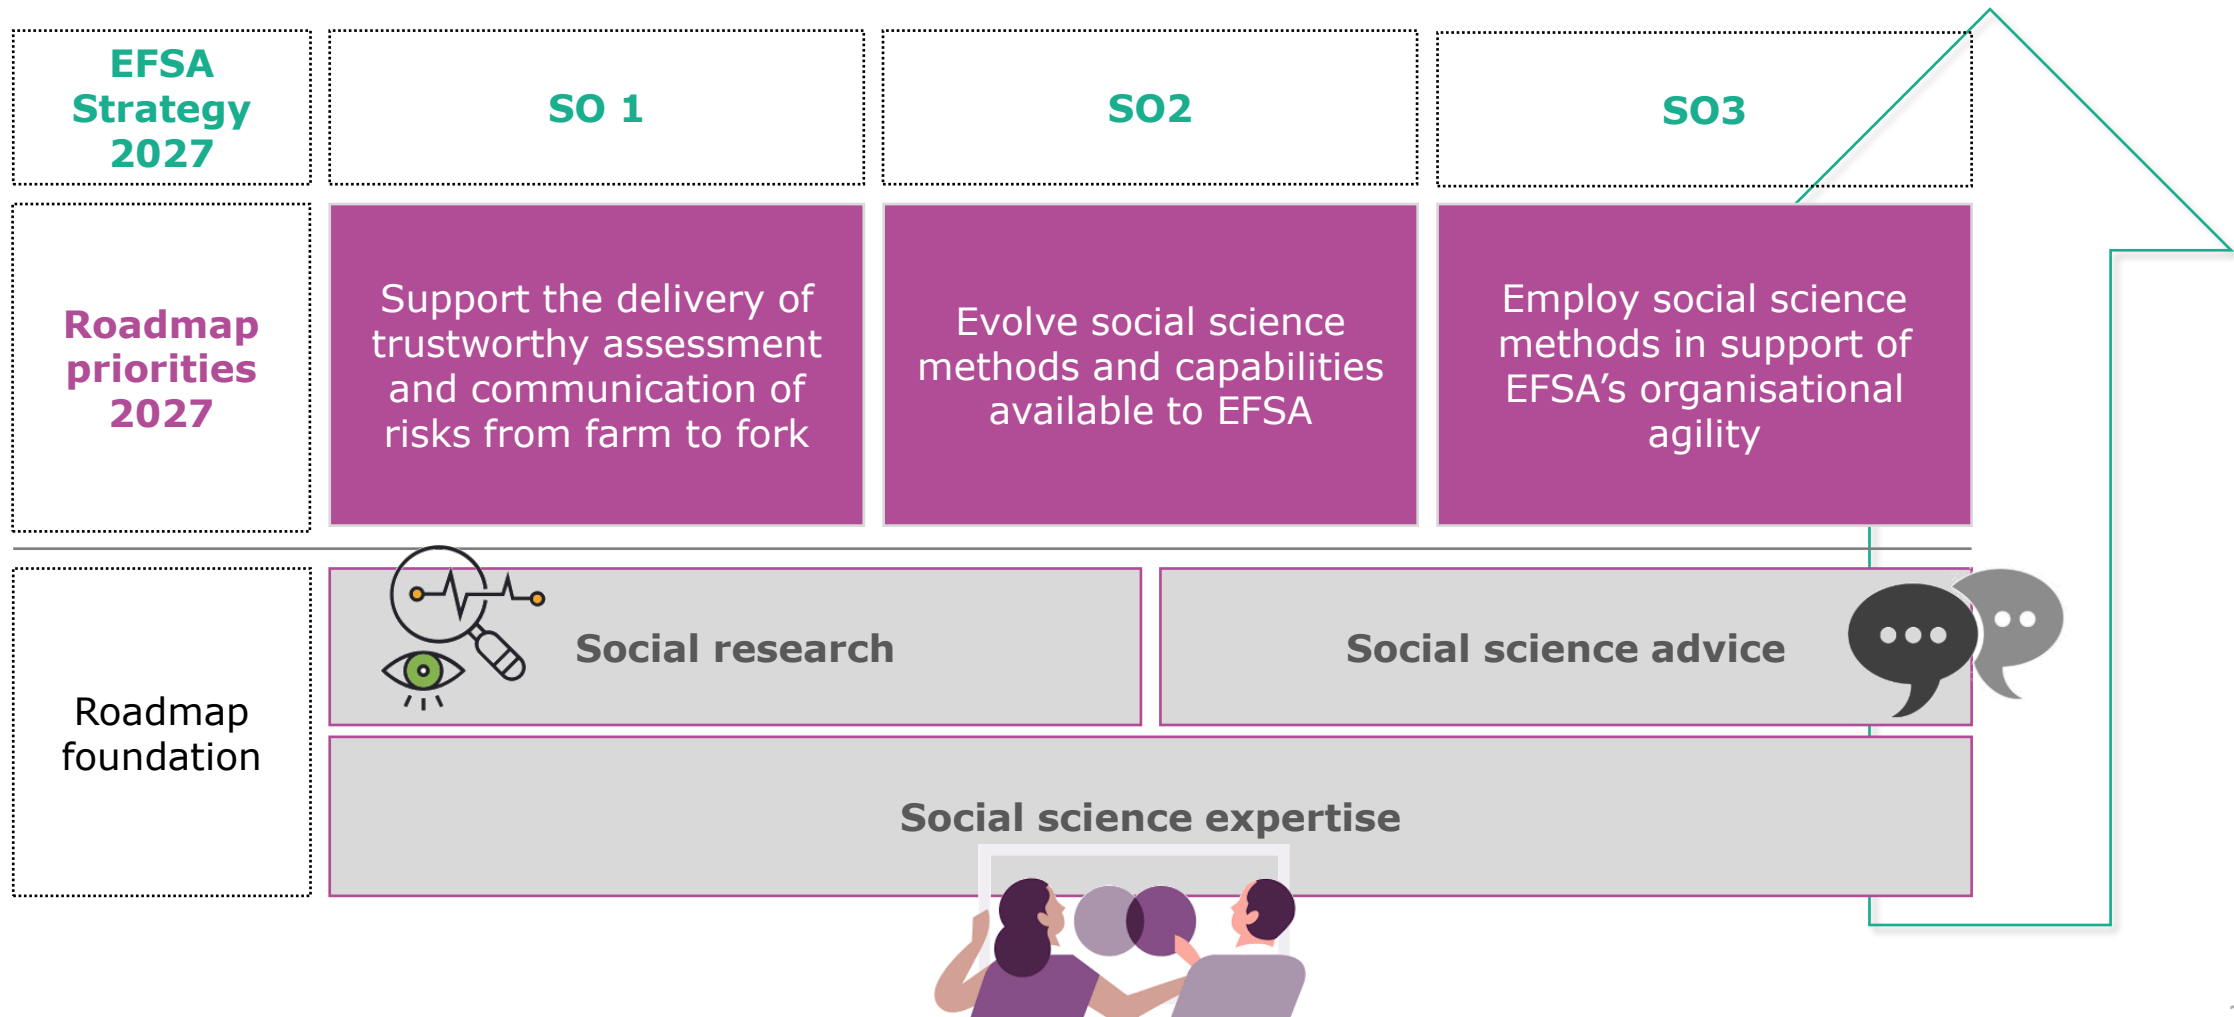 EFSA
Strategy
2027
SO 1
SO2
SO3
Roadmap
priorities
2027
Support the delivery of
trustworthy assessment
and communication of
risks from farm to fork
Evolve social science
methods and capabilities
available to EFSA
Employ social science
methods in support of
EFSA’s organisational
agility
Roadmap
foundation
Social research
Social science advice
Social science expertise